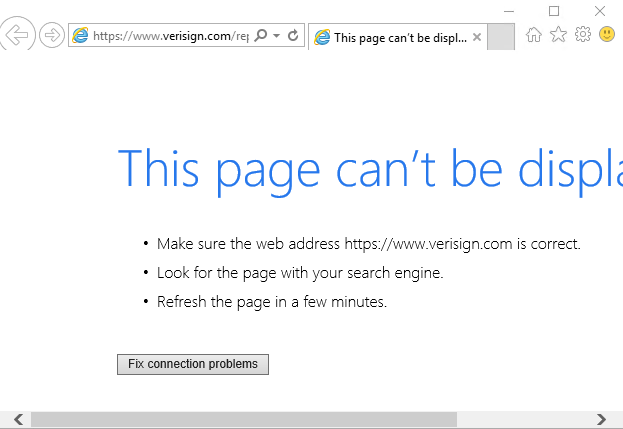 https://www.verisign.com/rep
This page can't be displ...
This page can't be displa
• Make sure the web address https://www.verisign.com is correct.
• Look for the page with your search engine.
• Refresh the page in a few minutes.
Fix connection problems